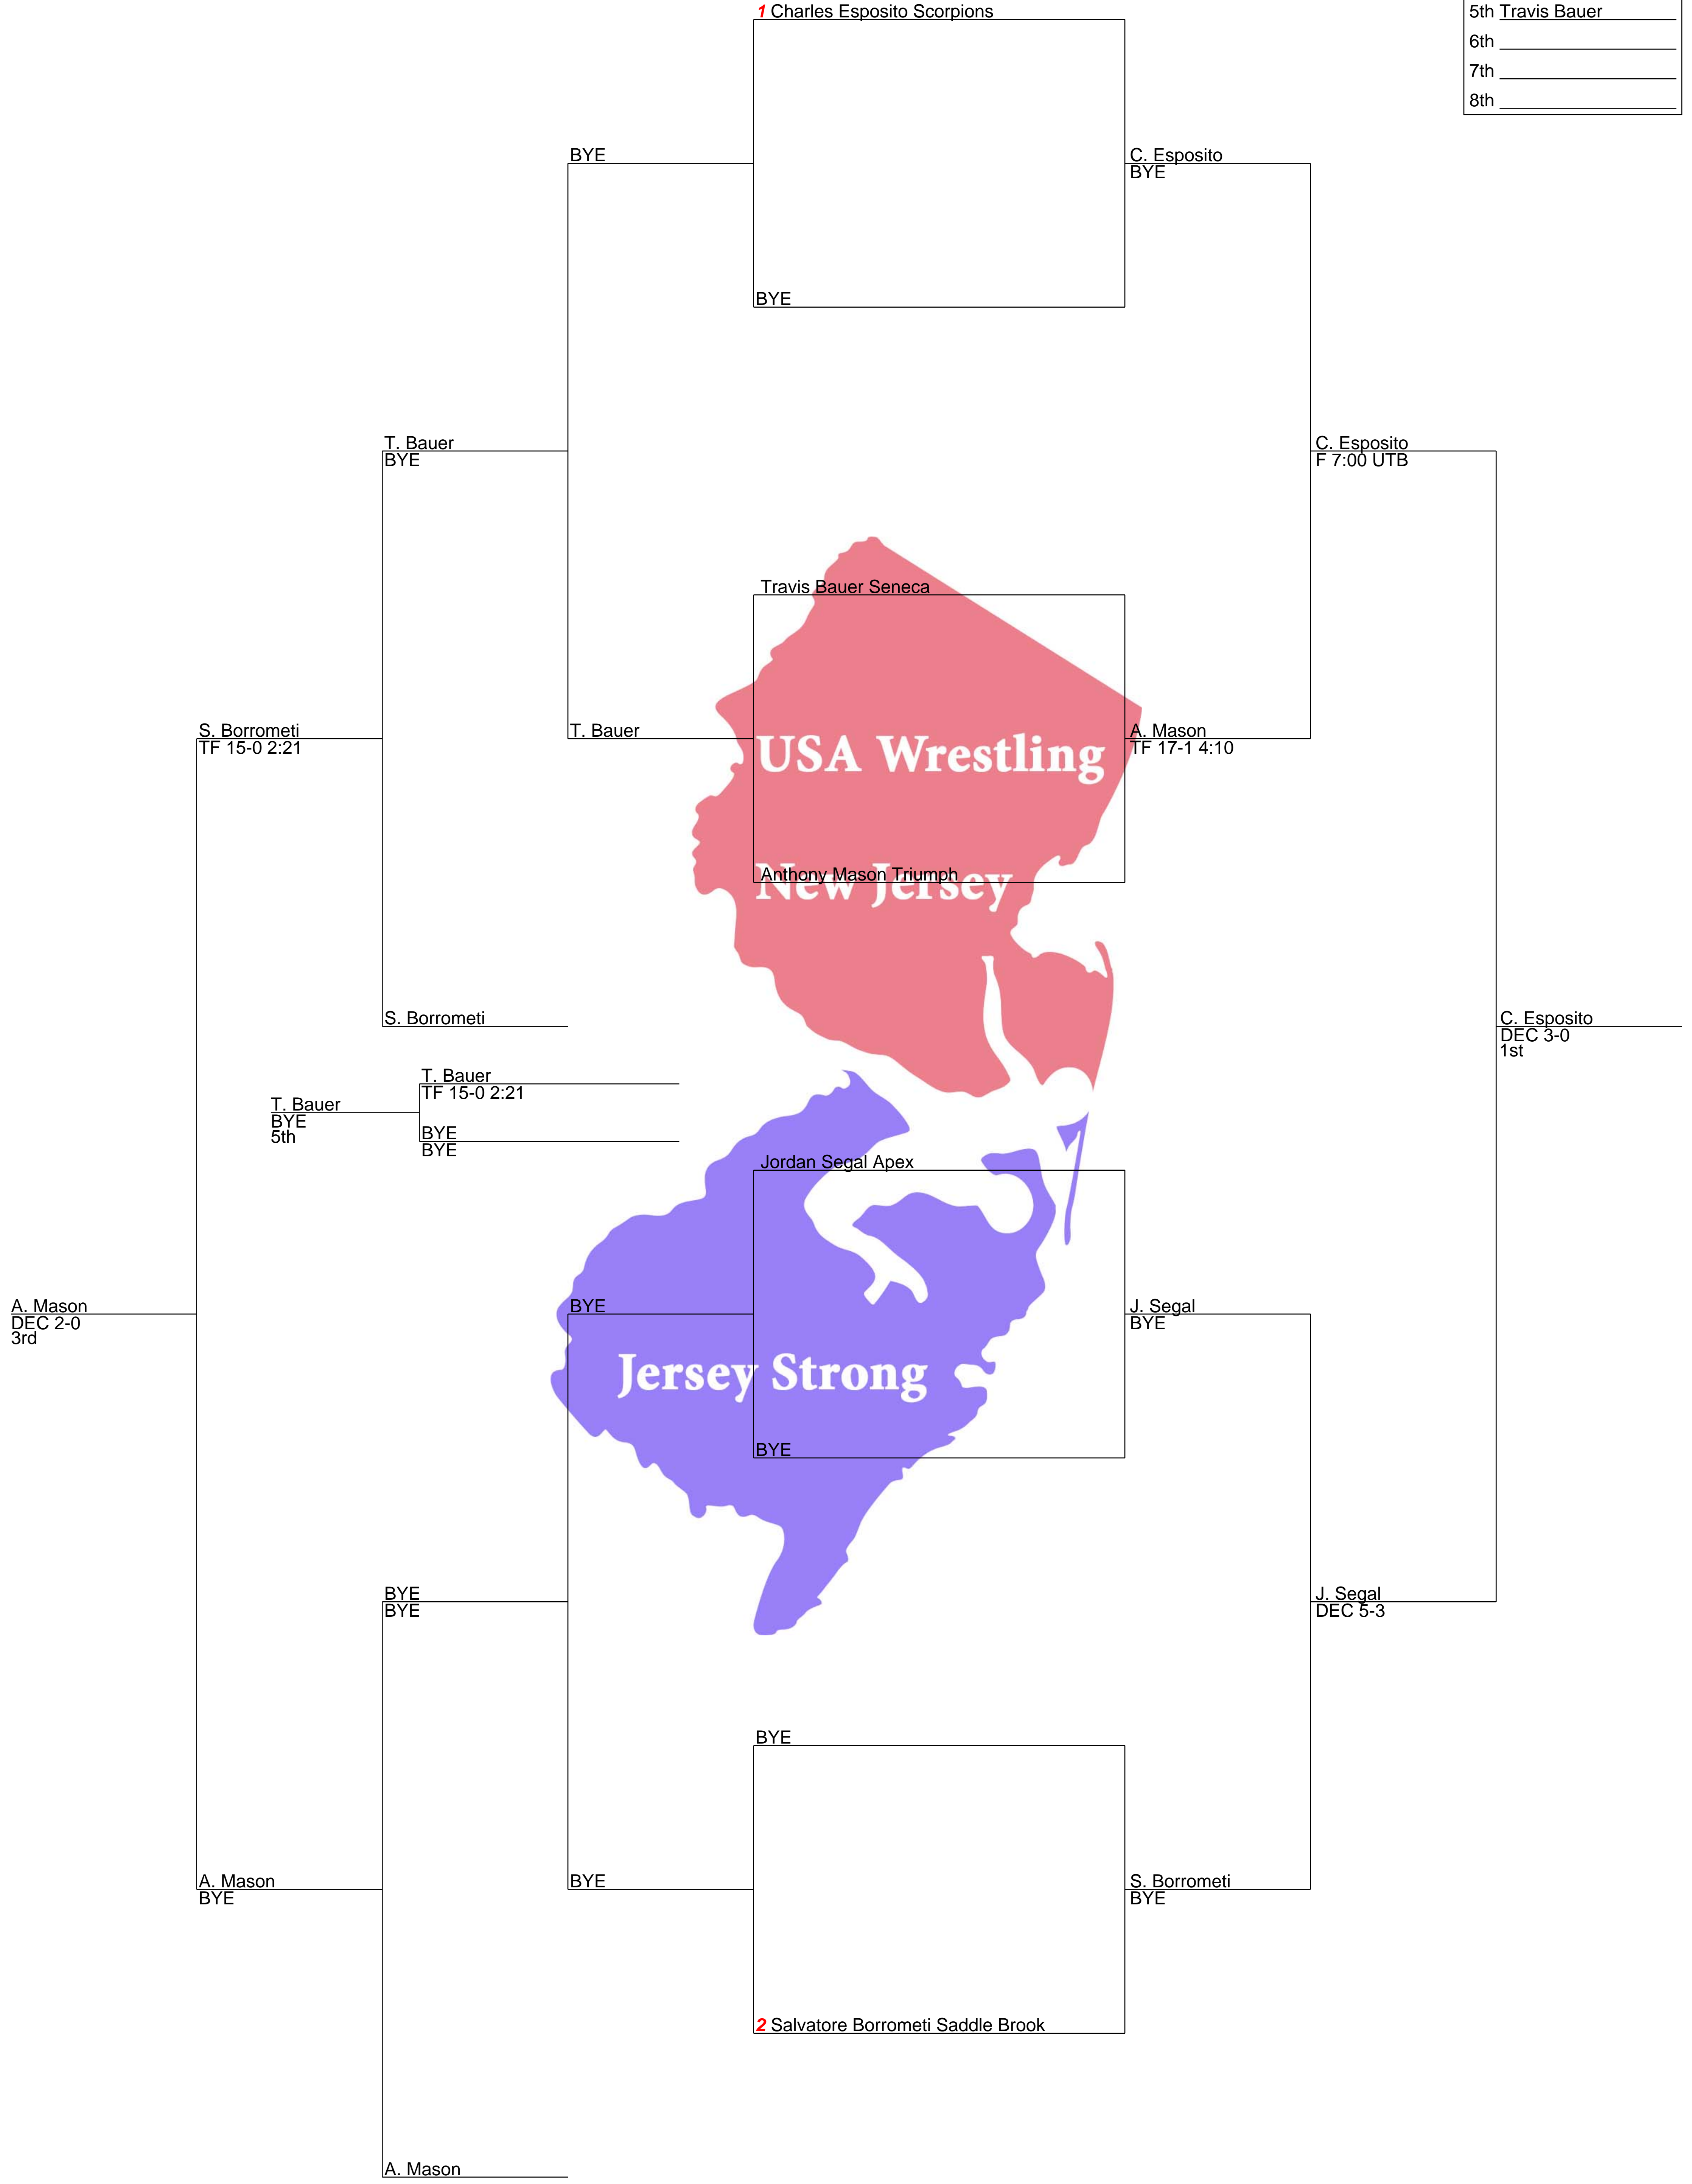 1 Charles Esposito Scorpions
5th Travis Bauer
6th
7th
8th
BYE
C. Esposito
BYE
BYE
T. Bauer
BYE
C. Esposito
F 7:00 UTB
Travis Bauer Seneca
S. Borrometi
TF 15-0 2:21
T. Bauer
USA Wrestling
A. Mason
TF 17-1 4:10
Anthony Mason Triumph
New Jersey
S. Borrometi
C. Esposito
DEC 3-0
1st
T. Bauer
TF 15-0 2:21
T. Bauer
BYE
5th
BYE
BYE
Jordan Segal Apex
A. Mason
DEC 2-0
3rd
BYE
J. Segal
BYE
Jersey Strong
BYE
BYE
BYE
J. Segal
DEC 5-3
BYE
A. Mason
BYE
BYE
S. Borrometi
BYE
2 Salvatore Borrometi Saddle Brook
A. Mason